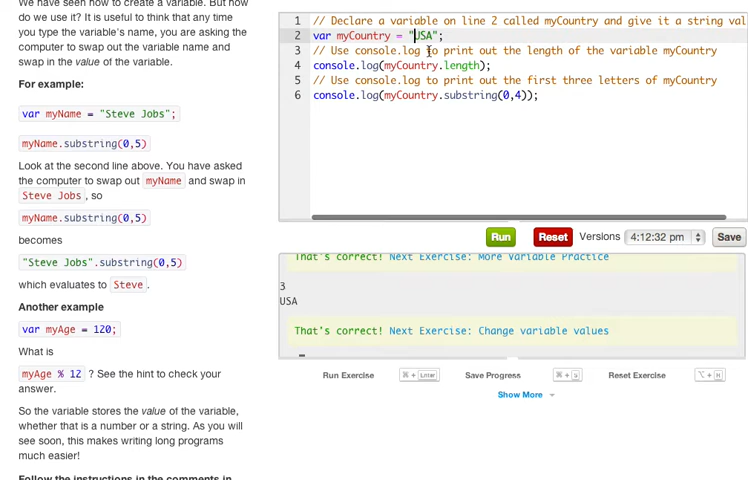 We have seen how to create a variable. But how
do we use it? It is useful to think that any time
you type the variable's name, you are asking the
computer to swap out the variable name and
swap in the value of the variable.
For example:
var myName = "Steve Jobs";
myName.substring(0,5)
Look at the second line above. You have asked
the computer to swap out myName and swap in
Steve Jobs, so
myName.substring(0,5)
becomes
"Steve Jobs".substring(0,5)
which evaluates to Steve.
Another example
var myAge = 120;
What is
myAge % 12 ? See the hint to check your
answer.
So the variable stores the value of the variable,
whether that is a number or a string. As you will
see soon, this makes writing long programs
much easier!
Follow the instructions in the comments in
1 // Declare a variable on line 2 called myCountry and give it a string val
2 var myCountry = "USA";
3 // Use console.log to print out the length of the variable myCountry
4 console.log(myCountry.length);
5 // Use console.log to print out the first three letters of myCountry
6 console.log(myCountry.substring(0,4));
Run Reset Versions 4:12:32 pm Save
That's correct! Next Exercise: More Variable Practice
3
USA
That's correct! Next Exercise: Change variable values
Run Exercise ⌘ + Enter Save Progress ⌘ + S Reset Exercise ⌥ + R
Show More